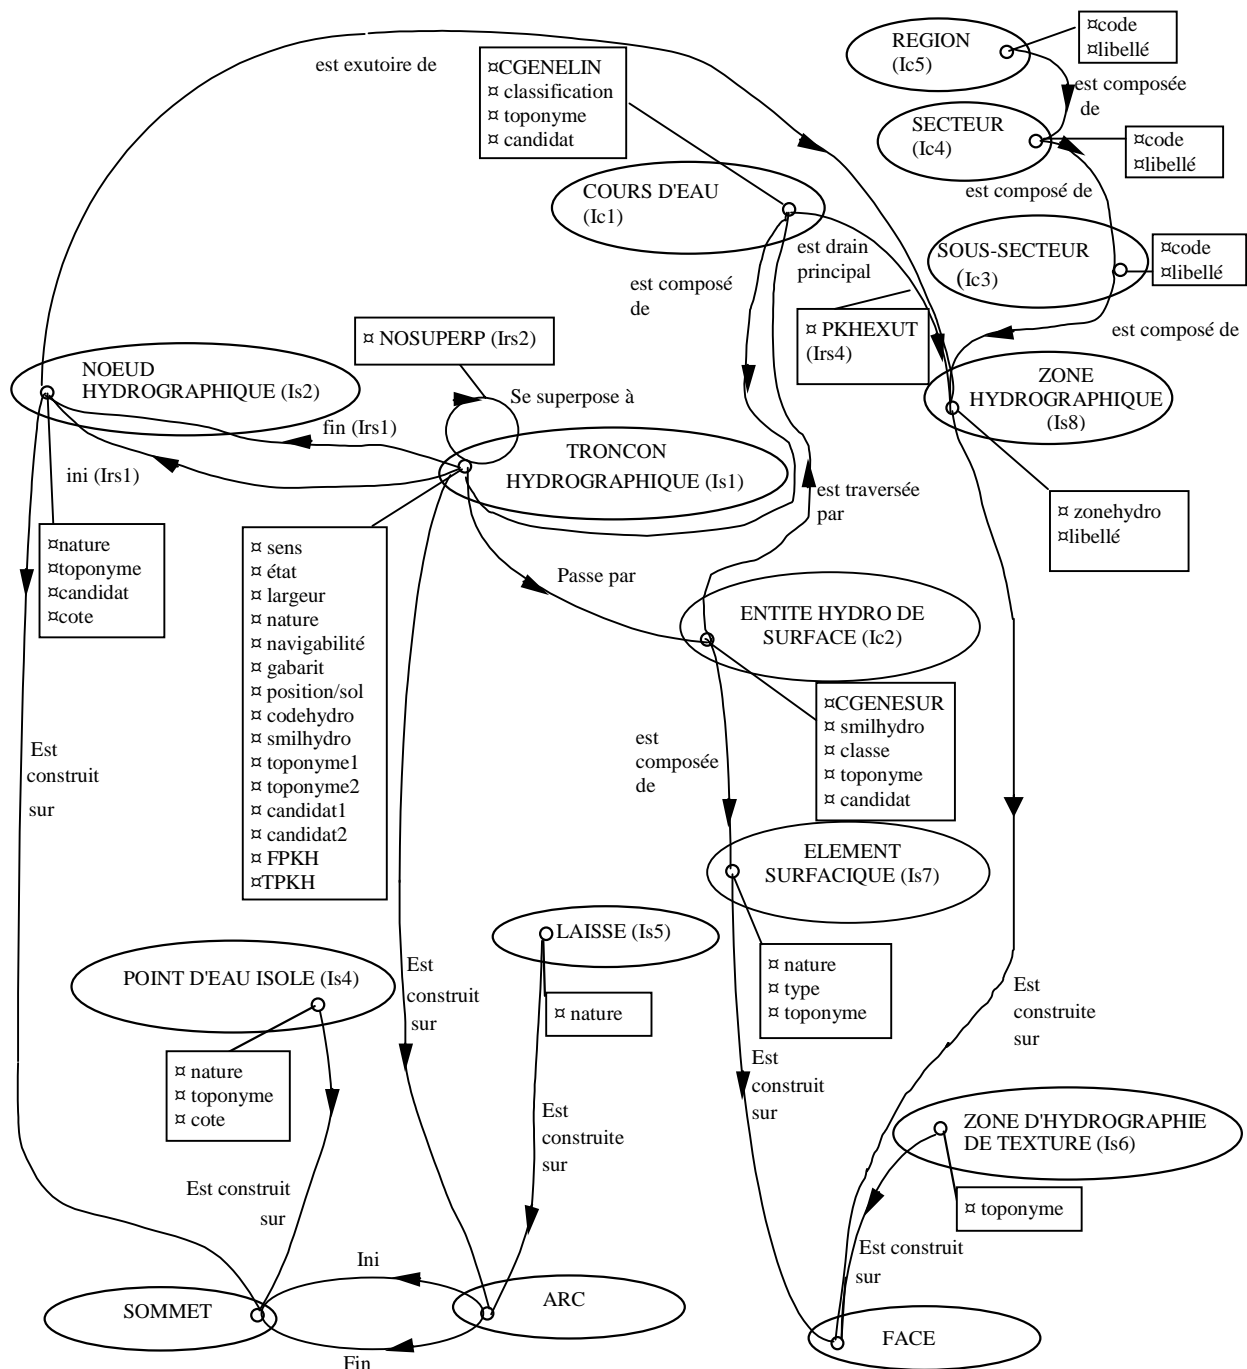 REGION
(Ic5)
¤code
¤libellé
est exutoire de
¤CGENELIN
¤ classification
¤ toponyme
¤ candidat
est composée
de
SECTEUR
(Ic4)
¤code
¤libellé
est composé de
COURS D'EAU
(Ic1)
SOUS-SECTEUR
(Ic3)
¤code
¤libellé
est drain
principal
est composé
de
¤ PKHEXUT
(Irs4)
est composé de
¤ NOSUPERP (Irs2)
NOEUD
HYDROGRAPHIQUE (Is2)
Se superpose à
ZONE
HYDROGRAPHIQUE
(Is8)
fin (Irs1)
ini (Irs1)
TRONCON
HYDROGRAPHIQUE (Is1)
est traversée
par
¤ zonehydro
¤libellé
¤nature
¤toponyme
¤candidat
¤cote
¤ sens
¤ état
¤ largeur
¤ nature
¤ navigabilité
¤ gabarit
¤ position/sol
¤ codehydro
¤ smilhydro
¤ toponyme1
¤ toponyme2
¤ candidat1
¤ candidat2
¤ FPKH
¤TPKH
Passe par
ENTITE HYDRO DE
SURFACE (Ic2)
¤CGENESUR
¤ smilhydro
¤ classe
¤ toponyme
¤ candidat
Est
construit
sur
est
composée
de
ELEMENT
SURFACIQUE (Is7)
LAISSE (Is5)
¤ nature
POINT D'EAU ISOLE (Is4)
Est
construit
sur
¤ nature
¤ type
¤ toponyme
Est
construite
sur
¤ nature
¤ toponyme
¤ cote
Est
construit
sur
Est
construite
sur
ZONE D'HYDROGRAPHIE
DE TEXTURE (Is6)
¤ toponyme
Est construit
sur
Est construit
sur
Ini
SOMMET
ARC
FACE
Fin